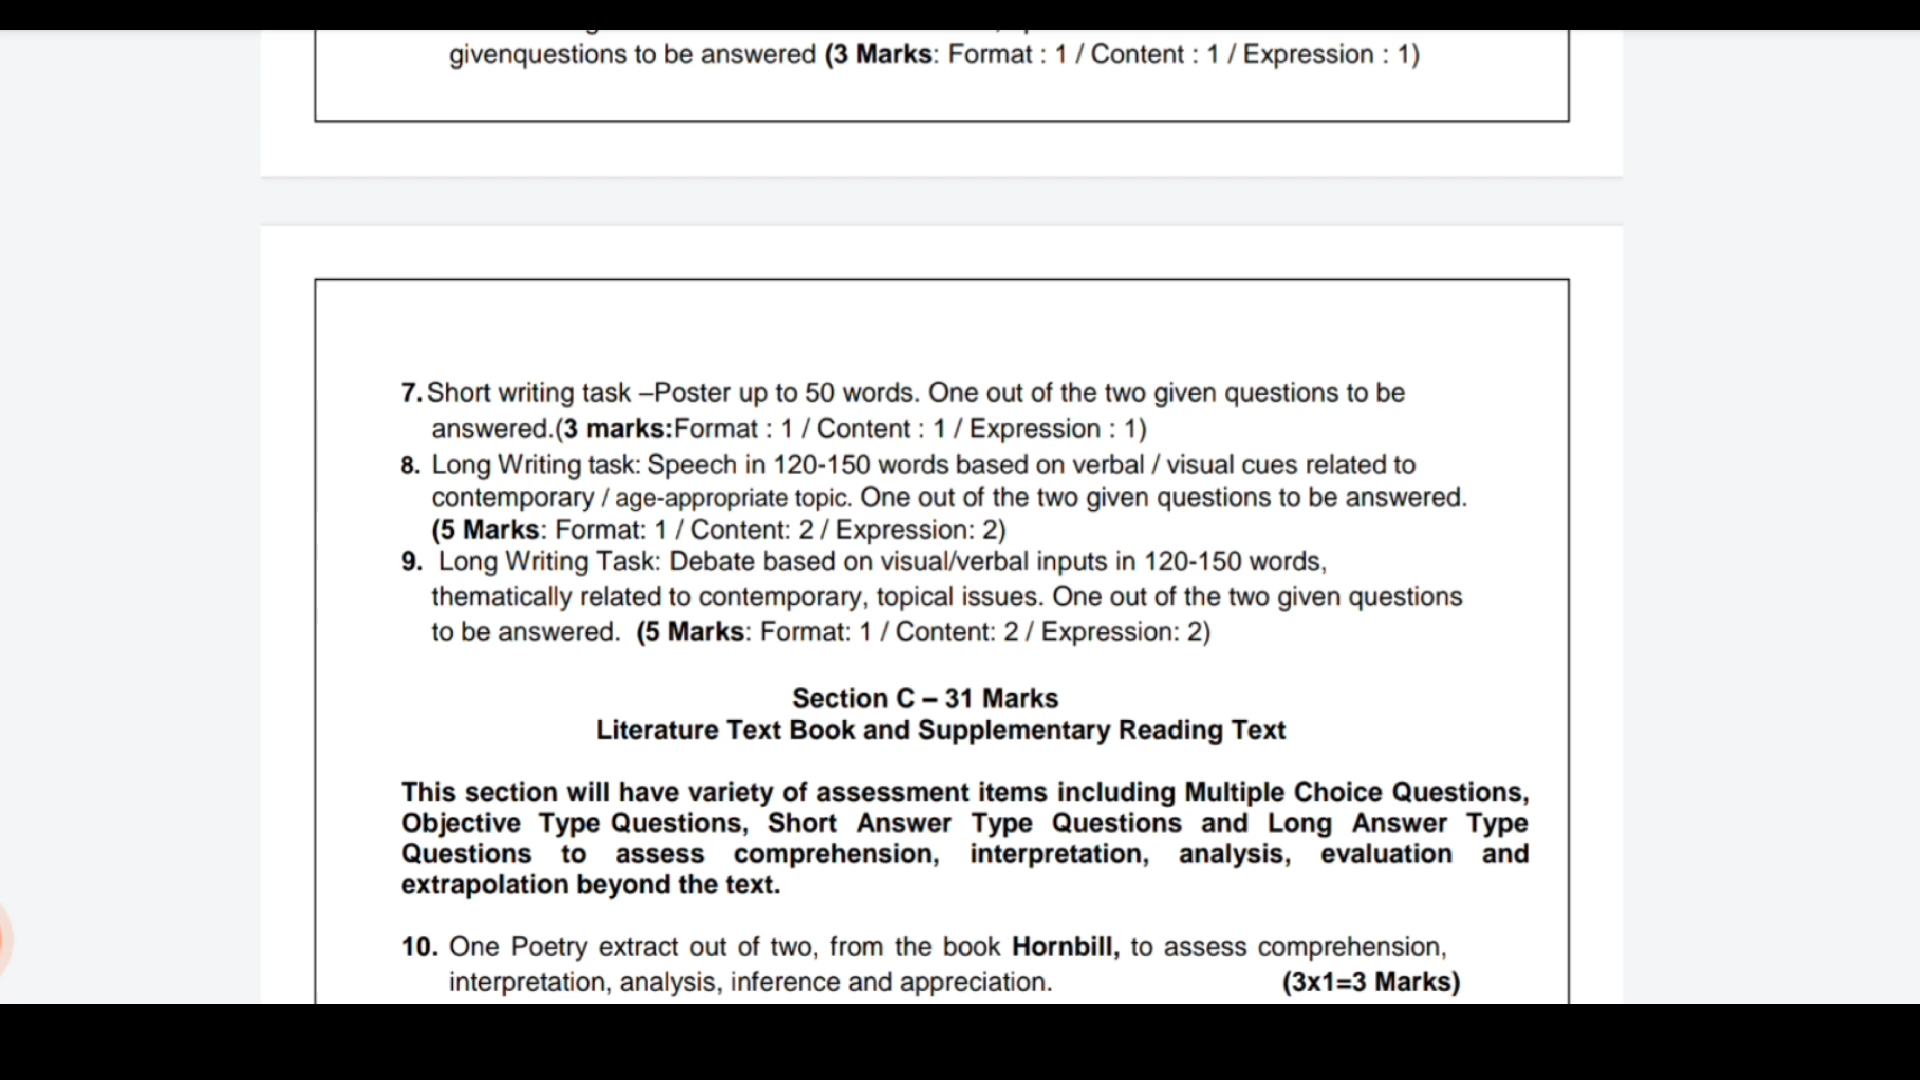 givenquestions to be answered (3 Marks: Format : 1 / Content : 1 / Expression : 1)
7. Short writing task –Poster up to 50 words. One out of the two given questions to be
answered.(3 marks:Format : 1 / Content : 1 / Expression : 1)
8. Long Writing task: Speech in 120-150 words based on verbal / visual cues related to
contemporary / age-appropriate topic. One out of the two given questions to be answered.
(5 Marks: Format: 1 / Content: 2 / Expression: 2)
9. Long Writing Task: Debate based on visual/verbal inputs in 120-150 words,
thematically related to contemporary, topical issues. One out of the two given questions
to be answered. (5 Marks: Format: 1 / Content: 2 / Expression: 2)
Section C – 31 Marks
Literature Text Book and Supplementary Reading Text
This section will have variety of assessment items including Multiple Choice Questions,
Objective Type Questions, Short Answer Type Questions and Long Answer Type
Questions to assess comprehension, interpretation, analysis, evaluation and
extrapolation beyond the text.
10. One Poetry extract out of two, from the book Hornbill, to assess comprehension,
interpretation, analysis, inference and appreciation. (3x1=3 Marks)